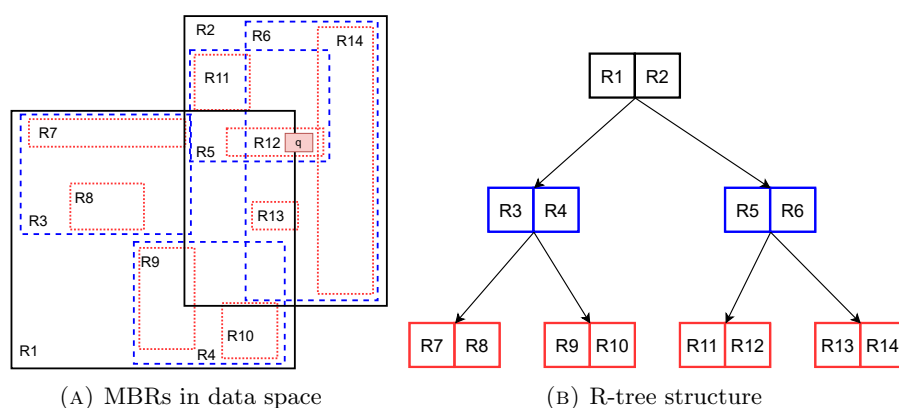 R2
R6
R14
R11
R7
R12
q
R5
R8
R3
R13
R9
R10
R1
R4
(A) MBRs in data space
R1 R2
R3 R4
R5 R6
R7 R8
R9 R10
R11 R12
R13 R14
(B) R-tree structure